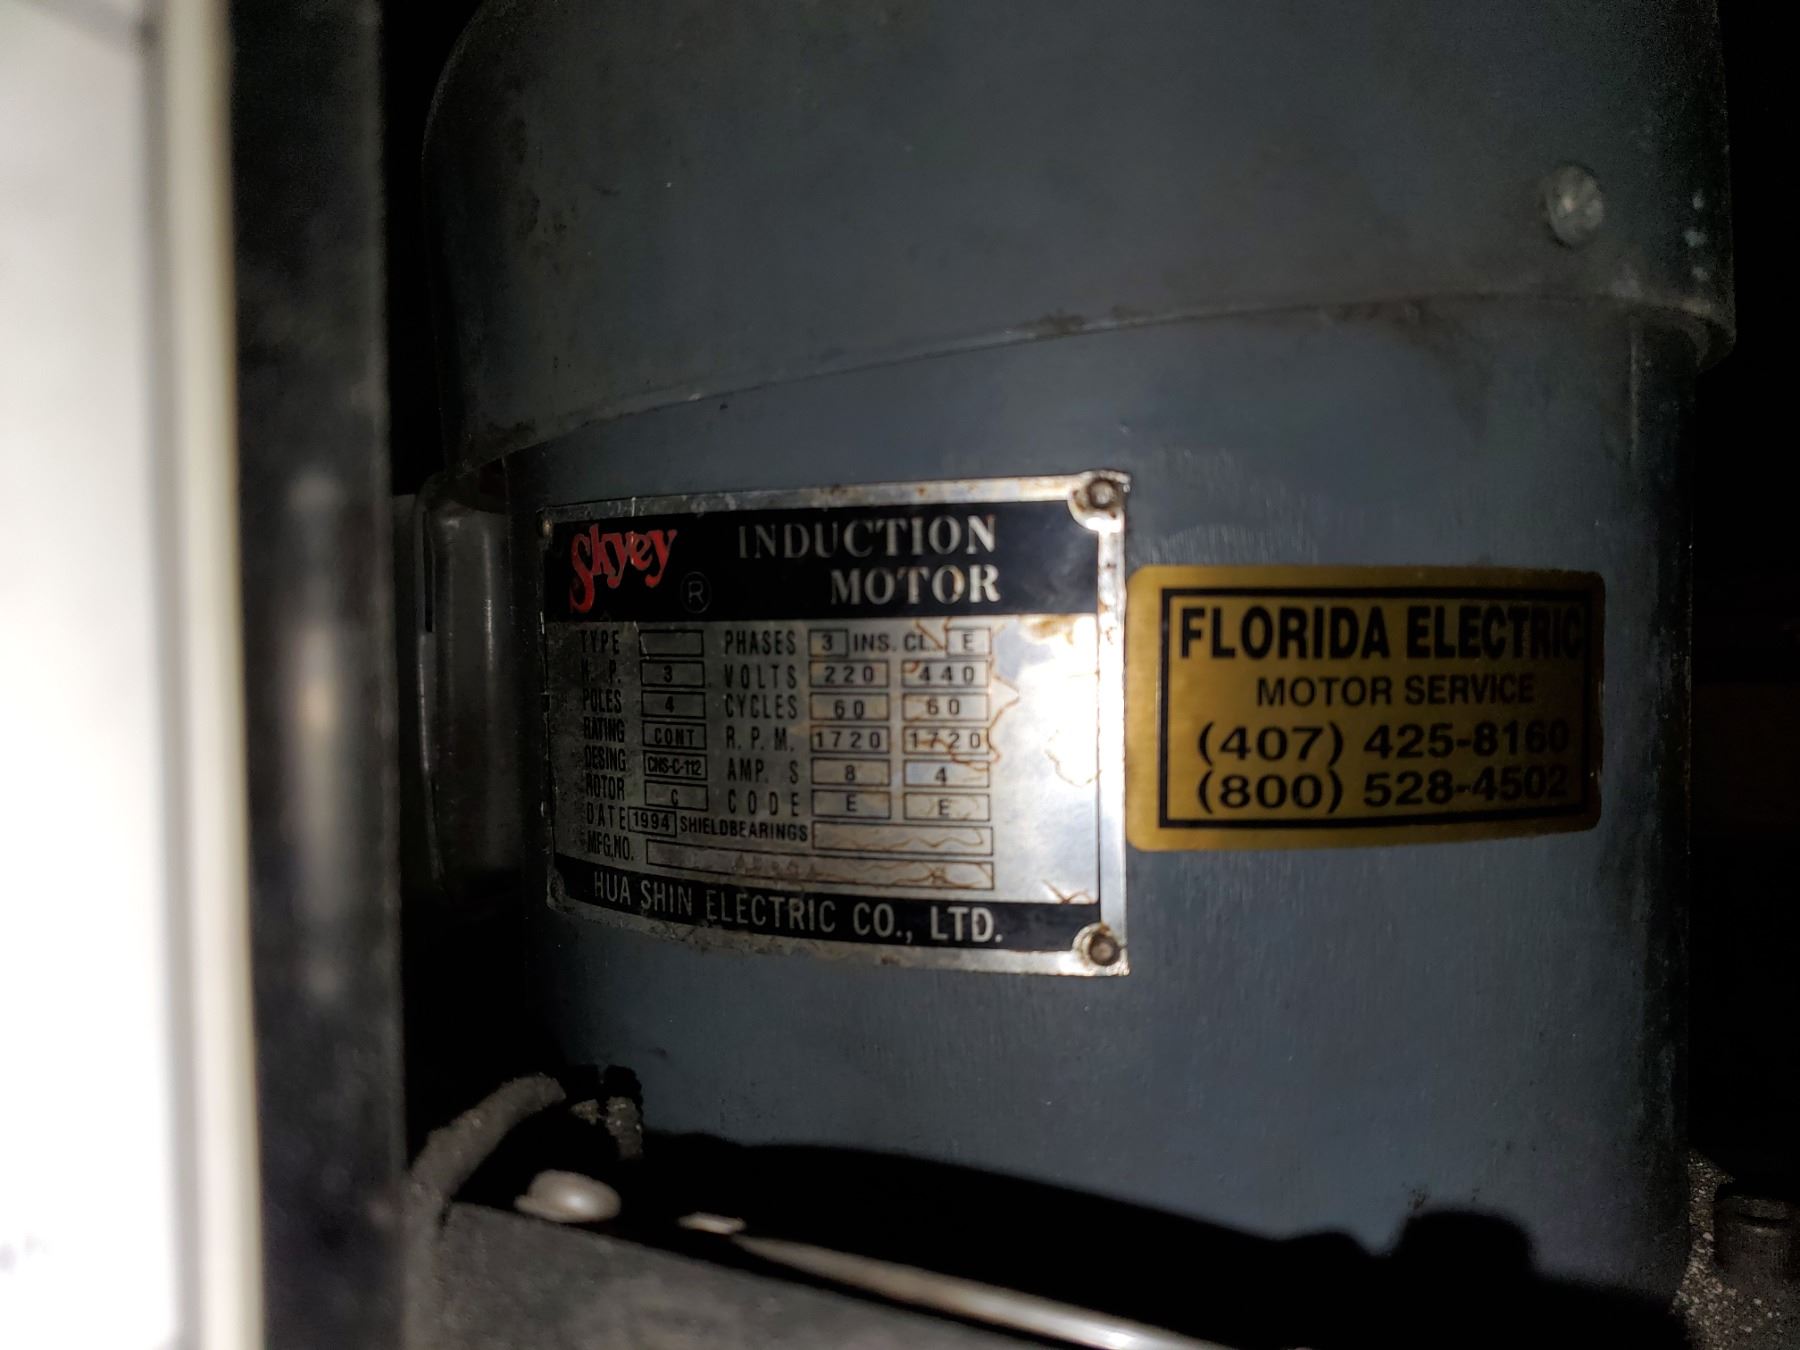 Skyey ® INDUCTION
MOTOR
TYPE PHASES 3 INS. CL. E
H. P. 3 VOLTS 220 440
POLES 4 CYCLES 60 60
RATING CONT R. P. M. 1720 1720
DESING CNS-C-112 AMP. S 8 4
ROTOR C CODE E E
DATE 1994 SHIELDBEARINGS
MFG.NO.
HUA SHIN ELECTRIC CO., LTD.
FLORIDA ELECTRIC
MOTOR SERVICE
(407) 425-8160
(800) 528-4502